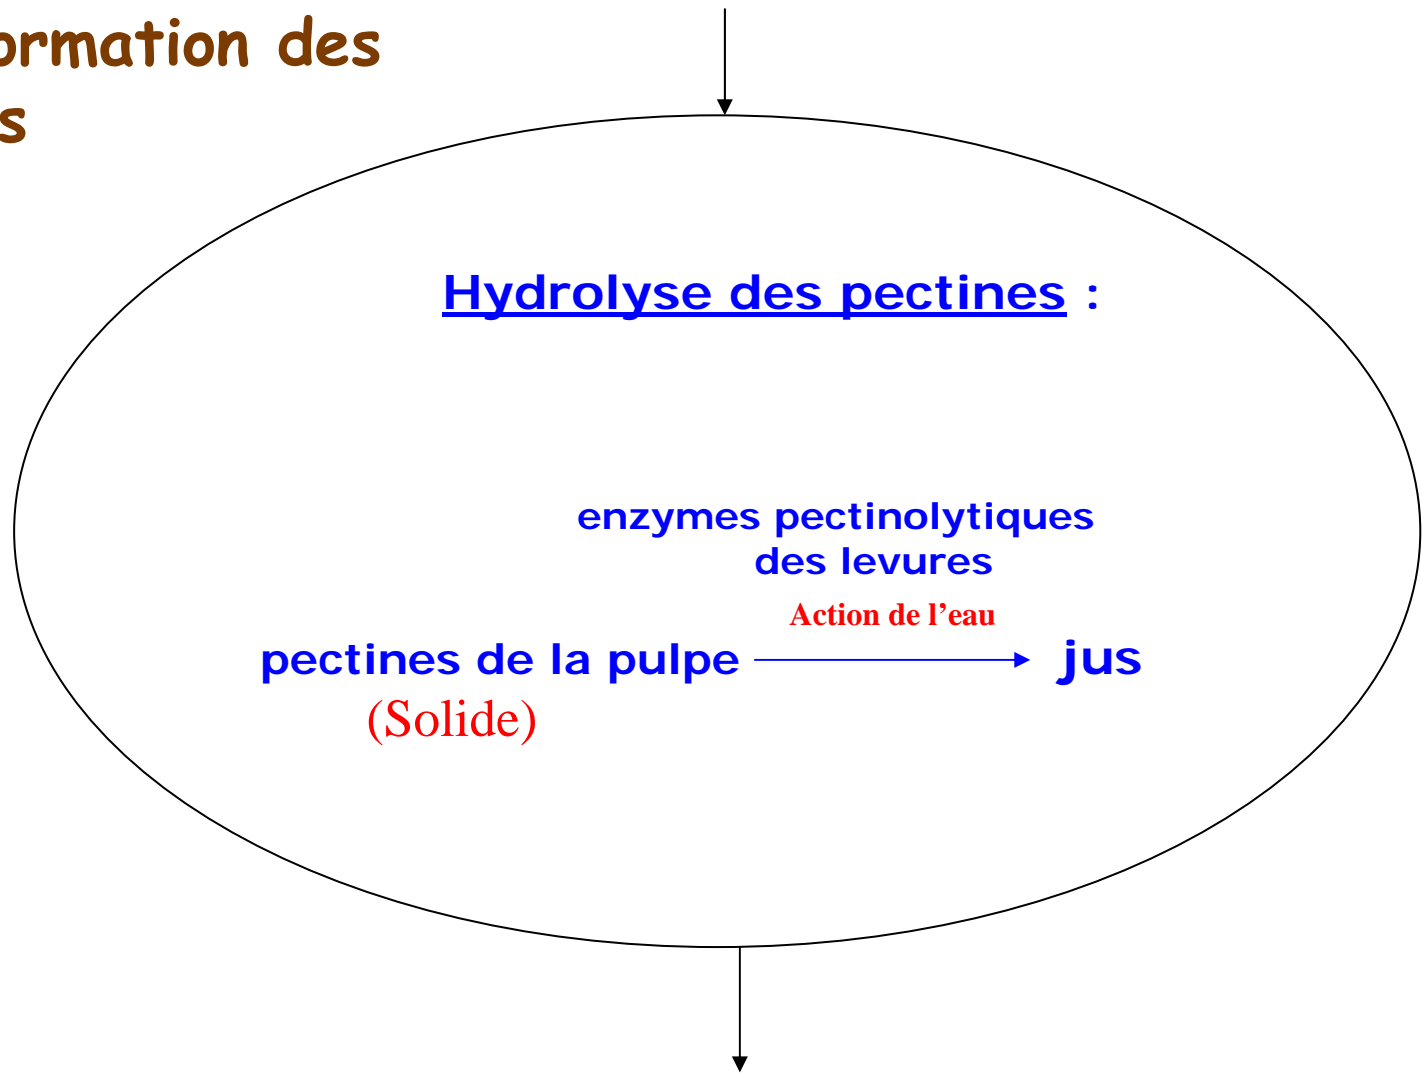 ormation des
s
Hydrolyse des pectines :
enzymes pectinolytiques
des levures
Action de l’eau
pectines de la pulpe jus
(Solide)